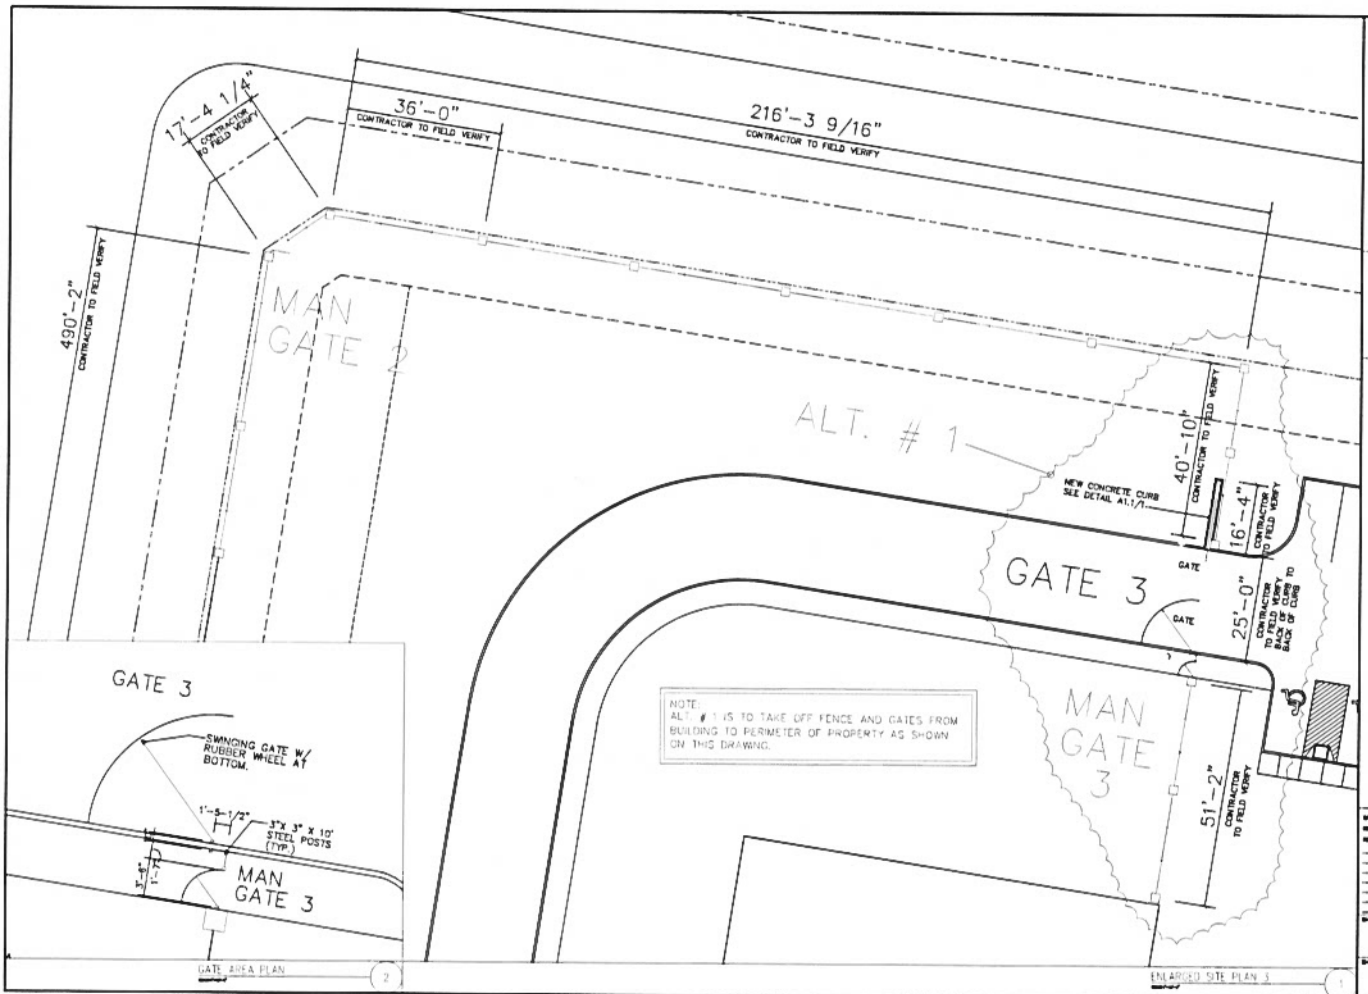 17'-4 1/4"
CONTRACTOR
TO FIELD VERIFY
36'-0"
CONTRACTOR TO FIELD VERIFY
216'-3 9/16"
CONTRACTOR TO FIELD VERIFY
490'-2"
CONTRACTOR TO FIELD VERIFY
MAN
GATE 2
ALT. # 1
40'-10"
CONTRACTOR TO FIELD VERIFY
NEW CONCRETE CURB
SEE DETAIL A1.1/1
16'-4"
CONTRACTOR
TO FIELD VERIFY
GATE
GATE 3
GATE
25'-0"
CONTRACTOR
TO FIELD VERIFY
BACK OF CURB TO
BACK OF CURB
MAN
GATE
3
51'-2"
CONTRACTOR
TO FIELD VERIFY
NOTE:
ALT. # 1 IS TO TAKE OFF FENCE AND GATES FROM
BUILDING TO PERIMETER OF PROPERTY AS SHOWN
ON THIS DRAWING.
GATE 3
SWINGING GATE W/
RUBBER WHEEL AT
BOTTOM.
1'-5-1/2"
3"X 3" X 10'
STEEL POSTS
(TYP.)
3'-6"
MAN
GATE 3
GATE AREA PLAN
2
ENLARGED SITE PLAN 3
1